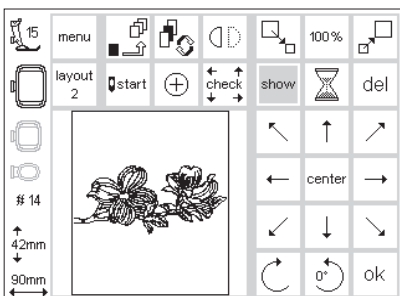 15 menu 100%
layout start check show del
2
center
# 14
42mm
90mm 0° ok